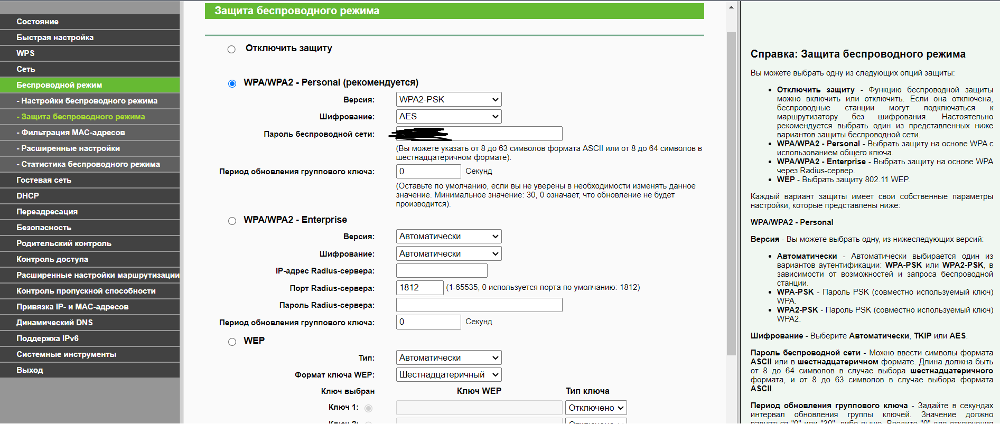 Состояние
Быстрая настройка
WPS
Сеть
Беспроводной режим
- Настройки беспроводного режима
- Защита беспроводного режима
- Фильтрация MAC-адресов
- Расширенные настройки
- Статистика беспроводного режима
Гостевая сеть
DHCP
Переадресация
Безопасность
Родительский контроль
Контроль доступа
Расширенные настройки маршрутизации
Контроль пропускной способности
Привязка IP- и MAC-адресов
Динамический DNS
Поддержка IPv6
Системные инструменты
Выход
Защита беспроводного режима
Отключить защиту
WPA/WPA2 - Personal (рекомендуется)
Версия: WPA2-PSK
Шифрование: AES
Пароль беспроводной сети:
(Вы можете указать от 8 до 63 символов формата ASCII или от 8 до 64 символов в
шестнадцатеричном формате).
Период обновления группового ключа: 0 Секунд
(Оставьте по умолчанию, если вы не уверены в необходимости изменять данное
значение. Минимальное значение: 30, 0 означает, что обновление не будет
производится).
WPA/WPA2 - Enterprise
Версия: Автоматически
Шифрование: Автоматически
IP-адрес Radius-сервера:
Порт Radius-сервера: 1812 (1-65535, 0 используется порта по умолчанию: 1812)
Пароль Radius-сервера:
Период обновления группового ключа: 0 Секунд
WEP
Тип: Автоматически
Формат ключа WEP: Шестнадцатеричный
Ключ выбран Ключ WEP Тип ключа
Ключ 1: Отключено
Ключ 2: Отключено
Справка: Защита беспроводного режима
Вы можете выбрать одну из следующих опций защиты:
• Отключить защиту - Функцию беспроводной защиты
можно включить или отключить. Если она отключена,
беспроводные станции могут подключаться к
маршрутизатору без шифрования. Настоятельно
рекомендуется выбрать один из представленных ниже
вариантов защиты беспроводной сети.
• WPA/WPA2 - Personal - Выбрать защиту на основе WPA с
использованием общего ключа.
• WPA/WPA2 - Enterprise - Выбрать защиту на основе WPA
через Radius-сервер.
• WEP - Выбрать защиту 802.11 WEP.
Каждый вариант защиты имеет свои собственные параметры
настройки, которые представлены ниже:
WPA/WPA2 - Personal
Версия - Вы можете выбрать одну, из нижеследующих версий:
• Автоматически - Автоматически выбирается один из
вариантов аутентификации: WPA-PSK или WPA2-PSK, в
зависимости от возможностей и запроса беспроводной
станции.
• WPA-PSK - Пароль PSK (совместно используемый ключ)
WPA.
• WPA2-PSK - Пароль PSK (совместно используемый ключ)
WPA2.
Шифрование - Выберите Автоматически, TKIP или AES.
Пароль беспроводной сети - Можно ввести символы формата
ASCII или в шестнадцатеричном формате. Длина должна быть
от 8 до 64 символов в случае выбора шестнадцатеричного
формата, и от 8 до 63 символов в случае выбора формата
ASCII.
Период обновления группового ключа - Задайте в секундах
интервал обновления группы ключей. Значение должно
равняться "0" или "30", либо выше. Введите "0" для отключения